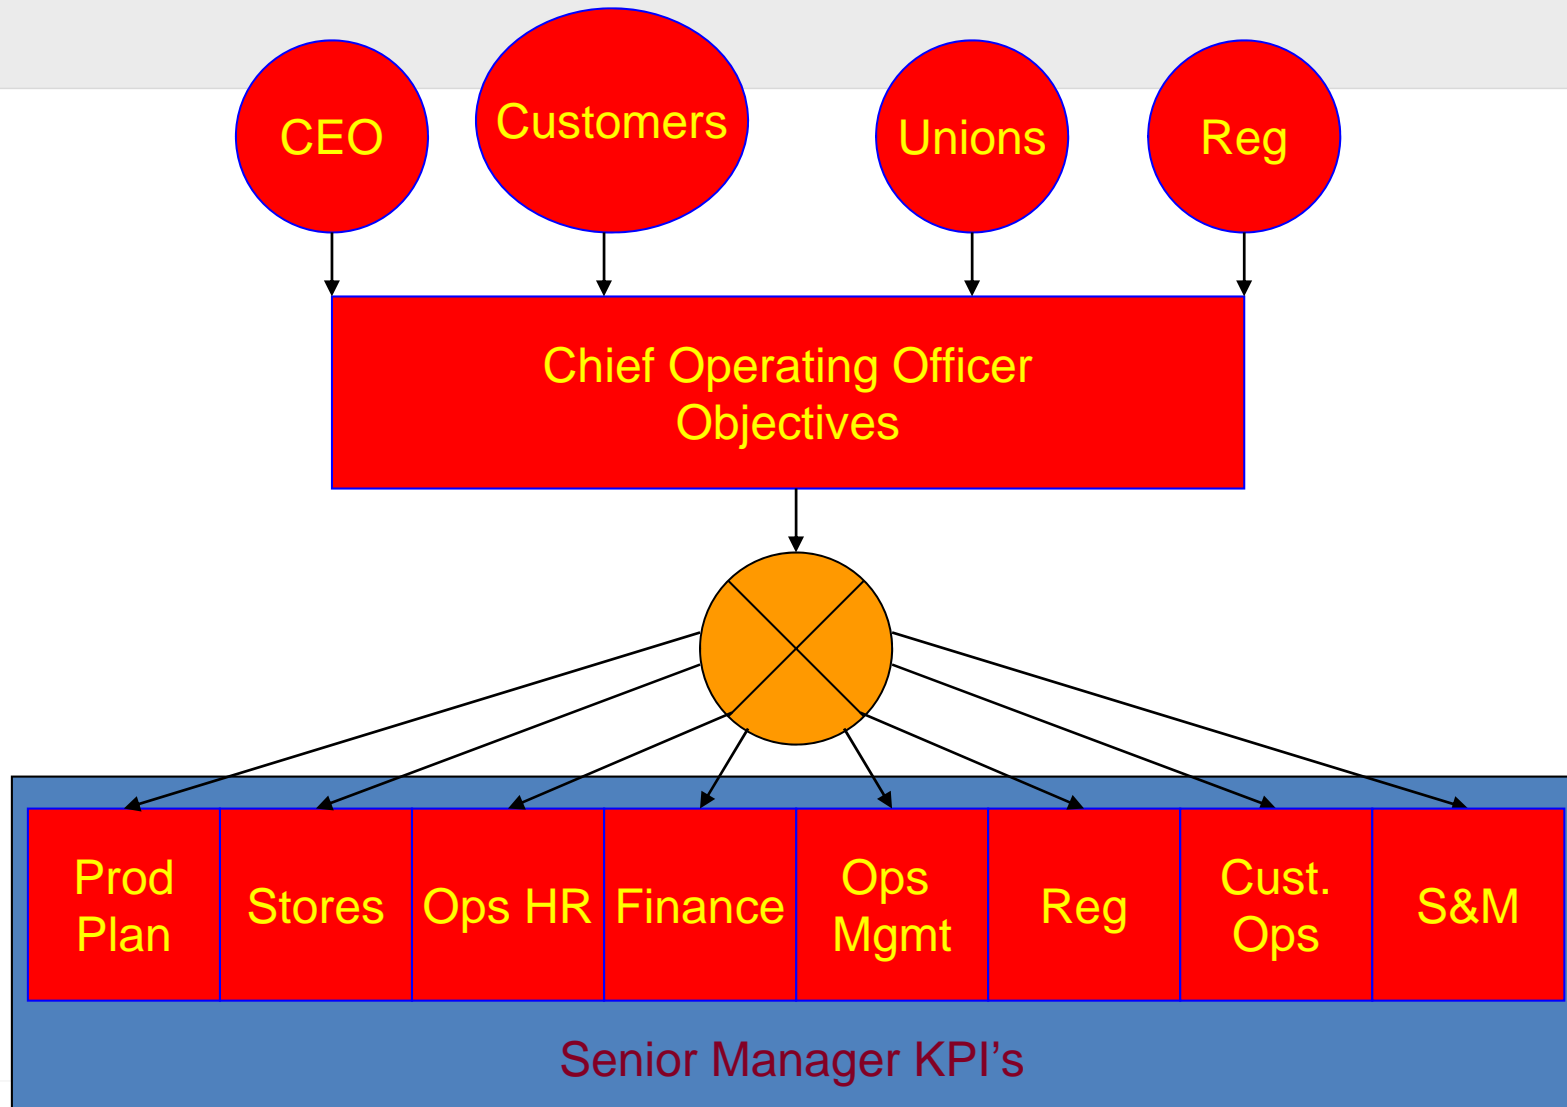 CEO
Customers
Unions
Reg
Chief Operating Officer
Objectives
Prod
Plan
Stores
Ops HR
Finance
Ops
Mgmt
Reg
Cust.
Ops
S&M
Senior Manager KPI’s